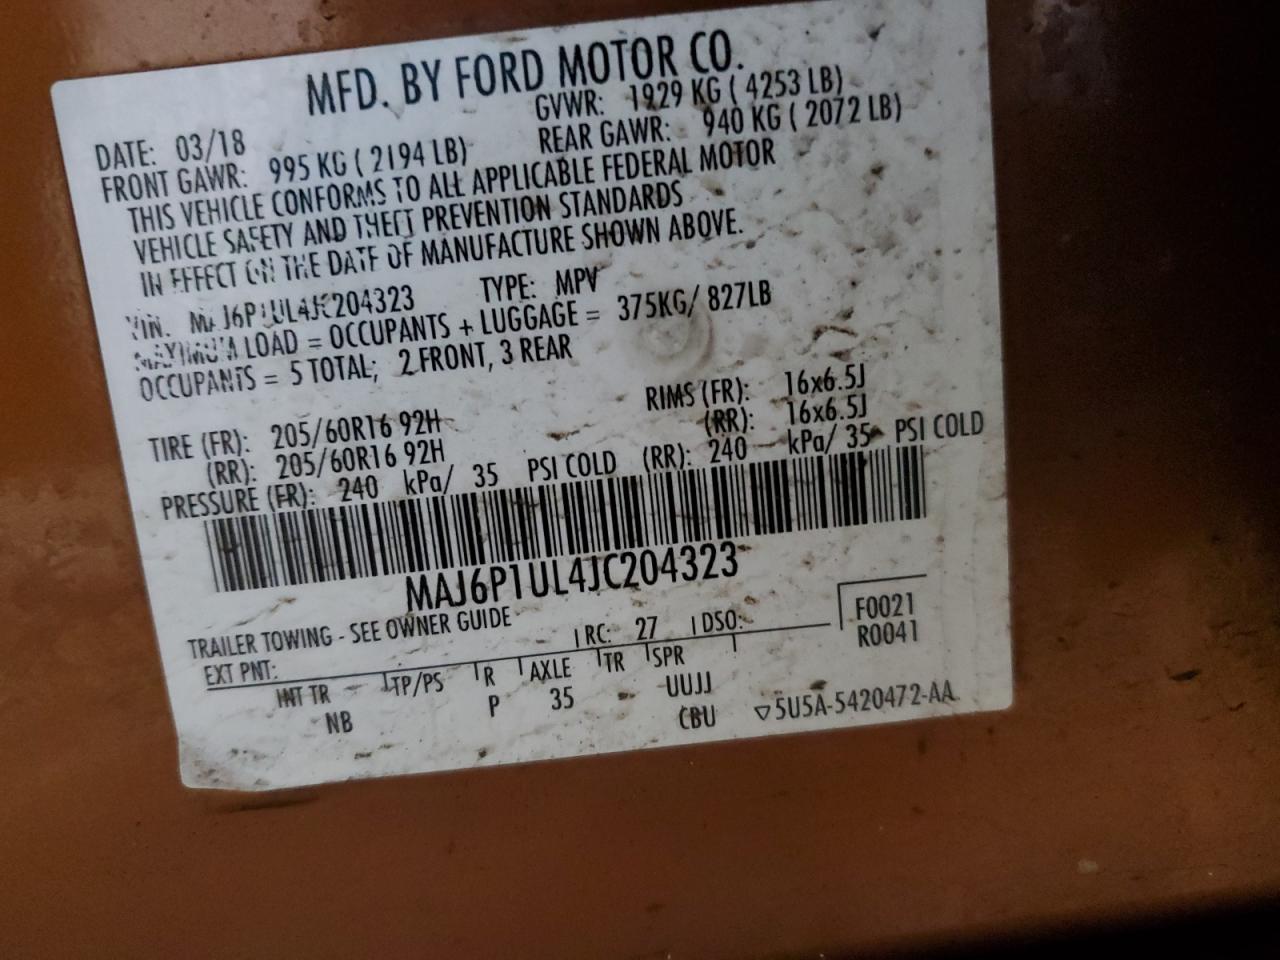 MFD. BY FORD MOTOR CO.
DATE: 03/18 GVWR: 1929 KG ( 4253 LB)
FRONT GAWR: 995 KG ( 2194 LB) REAR GAWR: 940 KG ( 2072 LB)
THIS VEHICLE CONFORMS TO ALL APPLICABLE FEDERAL MOTOR
VEHICLE SAFETY AND THEFT PREVENTION STANDARDS
IN EFFECT ON THE DATE OF MANUFACTURE SHOWN ABOVE.
VIN: MAJ6P1UL4JC204323 TYPE: MPV
MAXIMUM LOAD = OCCUPANTS + LUGGAGE = 375KG/ 827LB
OCCUPANTS = 5 TOTAL; 2 FRONT, 3 REAR
TIRE (FR): 205/60R16 92H RIMS (FR): 16x6.5J
(RR): 205/60R16 92H (RR): 16x6.5J
PRESSURE (FR): 240 kPa/ 35 PSI COLD (RR): 240 kPa/ 35 PSI COLD
MAJ6P1UL4JC204323
TRAILER TOWING - SEE OWNER GUIDE
EXT PNT: RC: 27 DSO: F0021
R0041
INT TR TP/PS R AXLE TR SPR
NB P 35 UUJJ
CBU 5U5A-5420472-AA